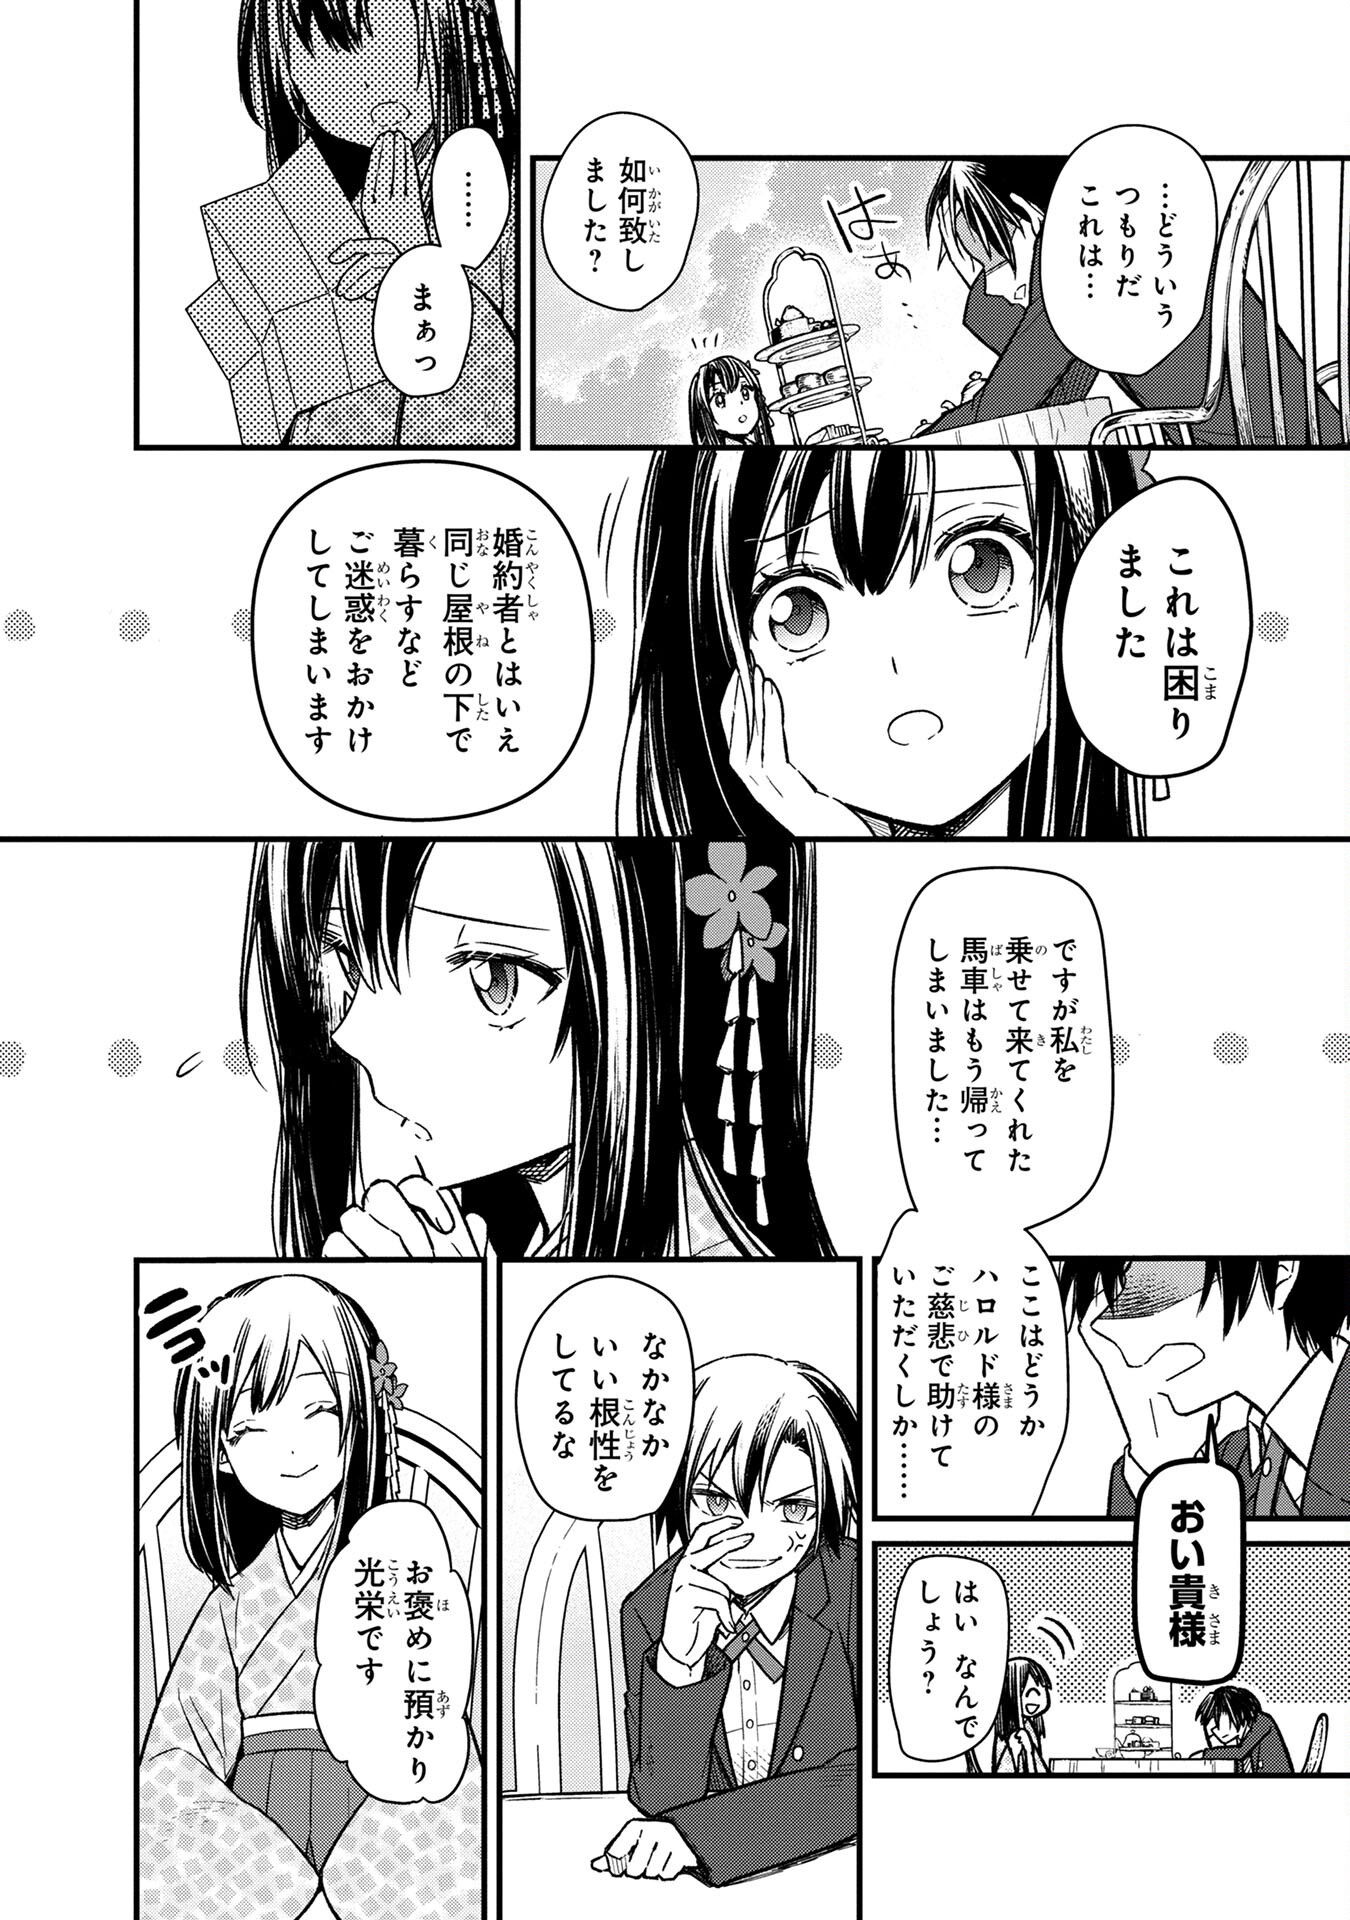 …どういう
つもりだ
これは…
はぁ…
如何致し
ました?
……
まぁっ
これは困り
ました
婚約者とはいえ
同じ屋根の下で
暮らすなど
ご迷惑をおかけ
してしまいます
ですが私を
乗せて来てくれた
馬車はもう帰って
しまいました…
ここはどうか
ハロルド様の
ご慈悲で助けて
いただくしか……
おい貴様
はい なんで
しょう?
なかなか
いい根性を
してるな
ニコッ
お褒めに預かり
光栄です